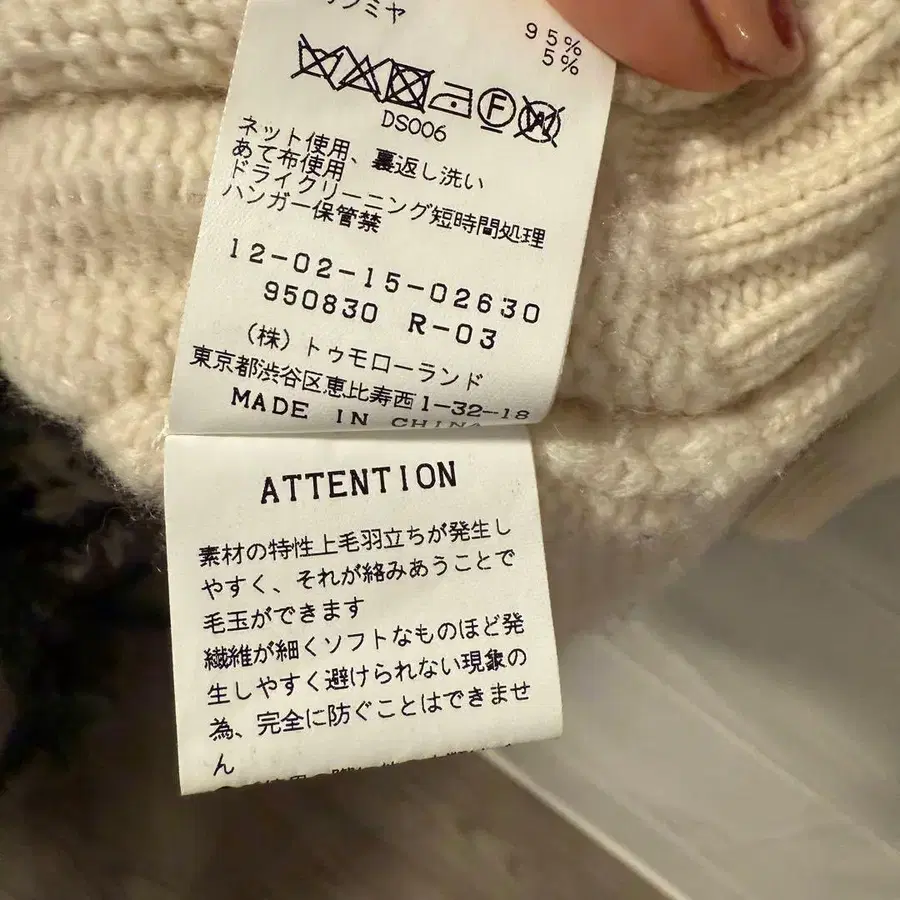 カシミヤ
95%
5%
F
W
DS006
ネット使用、裏返し洗い
あて布使用
ドライクリーニング短時間処理
ハンガー保管禁
12-02-15-02630
950830 R-03
(株)トゥモローランド
東京都渋谷区恵比寿西1-32-18
MADE IN CHINA
ATTENTION
素材の特性上毛羽立ちが発生し
やすく、それが絡みあうことで
毛玉ができます
繊維が細くソフトなものほど発
生しやすく避けられない現象の
為、完全に防ぐことはできませ
ん